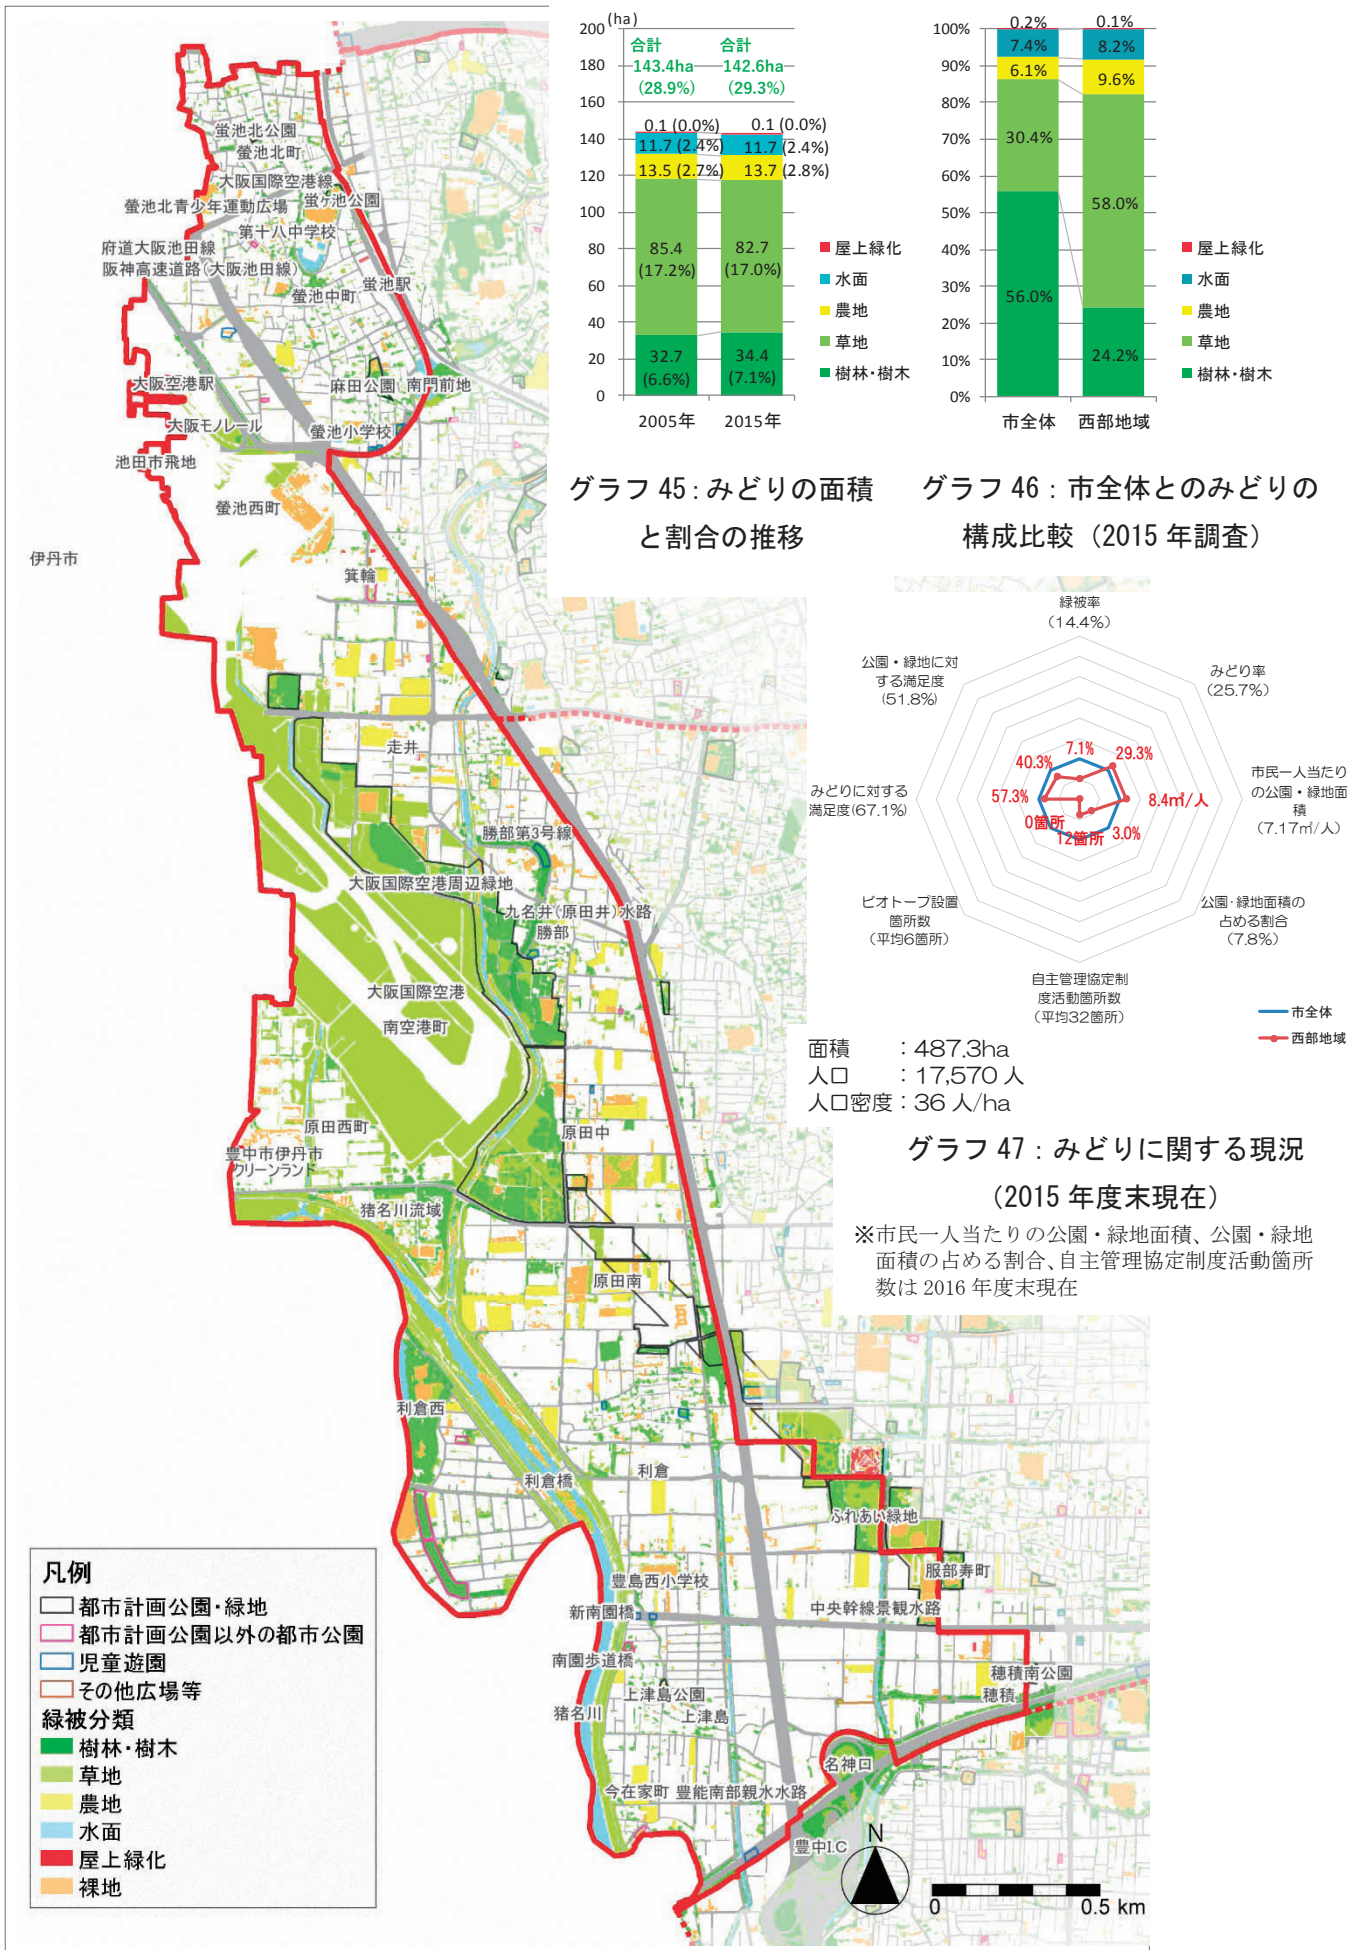 (ha)
200
180
160
140
120
100
80
60
40
20
0
合計
143.4ha
(28.9%)
合計
142.6ha
(29.3%)
0.1 (0.0%)
0.1 (0.0%)
11.7 (2.4%)
11.7 (2.4%)
13.5 (2.7%)
13.7 (2.8%)
85.4
(17.2%)
82.7
(17.0%)
32.7
(6.6%)
34.4
(7.1%)
2005年
2015年
屋上緑化
水面
農地
草地
樹林・樹木
グラフ 45：みどりの面積
と割合の推移
100%
90%
80%
70%
60%
50%
40%
30%
20%
10%
0%
0.2%
0.1%
7.4%
8.2%
6.1%
9.6%
30.4%
58.0%
56.0%
24.2%
市全体
西部地域
屋上緑化
水面
農地
草地
樹林・樹木
グラフ 46：市全体とのみどりの
構成比較（2015 年調査）
緑被率
(14.4%)
みどり率
(25.7%)
市民一人当たり
の公園・緑地面
積
(7.17㎡/人)
公園・緑地面積の
占める割合
(7.8%)
自主管理協定制
度活動箇所数
(平均32箇所)
ビオトープ設置
箇所数
(平均6箇所)
みどりに対する
満足度(67.1%)
公園・緑地に対
する満足度
(51.8%)
7.1%
29.3%
8.4㎡/人
3.0%
12箇所
0箇所
57.3%
40.3%
市全体
西部地域
面積　：487.3ha
人口　：17,570 人
人口密度：36 人/ha
グラフ 47：みどりに関する現況
（2015 年度末現在）
※市民一人当たりの公園・緑地面積、公園・緑地
面積の占める割合、自主管理協定制度活動箇所
数は 2016 年度末現在
螢池北公園
螢池北町
大阪国際空港線
螢池北青少年運動広場
蛍ヶ池公園
第十八中学校
府道大阪池田線
阪神高速道路(大阪池田線)
螢池中町
蛍池駅
大阪空港駅
麻田公園
南門前地
大阪モノレール
螢池小学校
池田市飛地
螢池西町
伊丹市
箕輪
走井
勝部第3号線
大阪国際空港周辺緑地
九名井(原田井)水路
勝部
大阪国際空港
南空港町
原田西町
原田中
豊中市伊丹市
クリーンランド
猪名川流域
原田南
利倉西
利倉橋
利倉
ふれあい緑地
服部寿町
豊島西小学校
新南園橋
中央幹線景観水路
南園歩道橋
穂積南公園
穂積
上津島公園
猪名川
上津島
名神口
今在家町
豊能南部親水水路
豊中I.C
N
0
0.5 km
凡例
都市計画公園・緑地
都市計画公園以外の都市公園
児童遊園
その他広場等
緑被分類
樹林・樹木
草地
農地
水面
屋上緑化
裸地